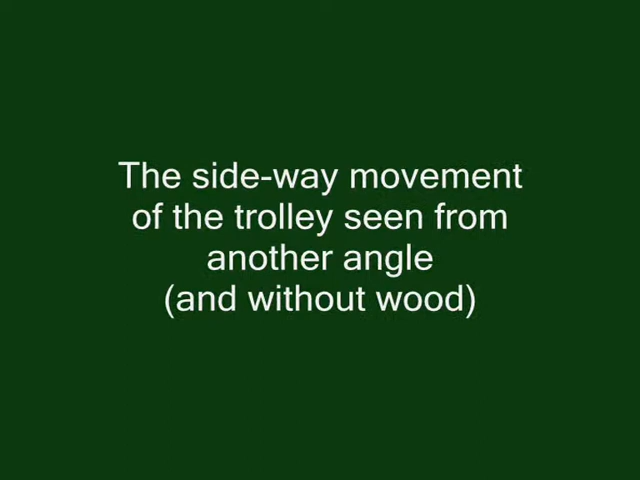 The side-way movement
of the trolley seen from
another angle
(and without wood)